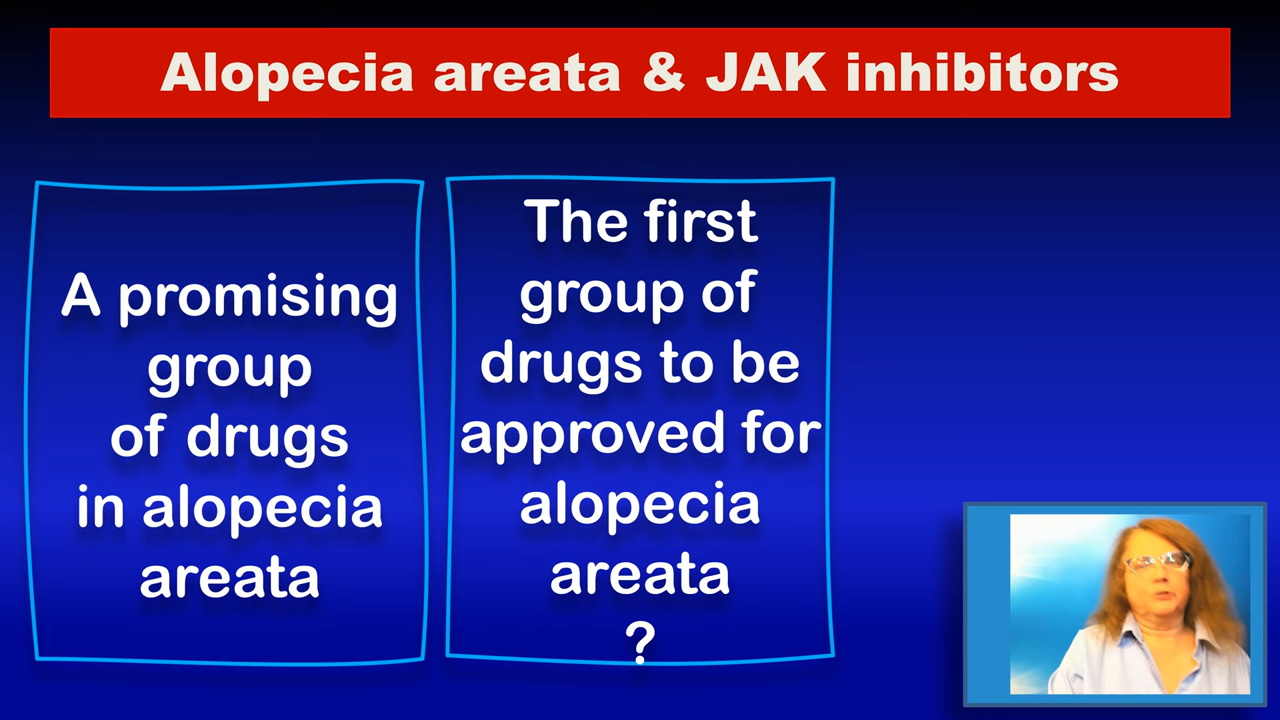 Alopecia areata & JAK inhibitors
A promising
group
of drugs
in alopecia
areata
The first
group of
drugs to be
approved for
alopecia
areata
?